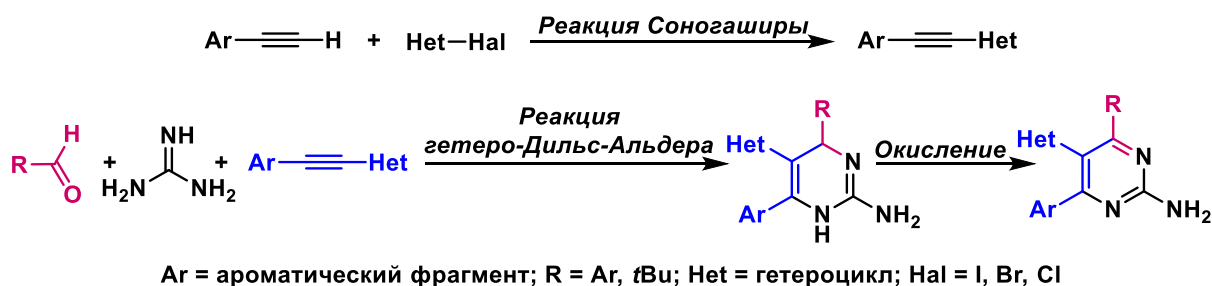 Ar H + Het Hal Реакция Соногаширы Ar Het
R H O + NH H2N NH2 + Ar Het
Реакция
гетеро-Дильс-Альдера
R Het N Ar N H NH2
Окисление
R Het N Ar N NH2
Ar = ароматический фрагмент; R = Ar, tBu; Het = гетероцикл; Hal = I, Br, Cl